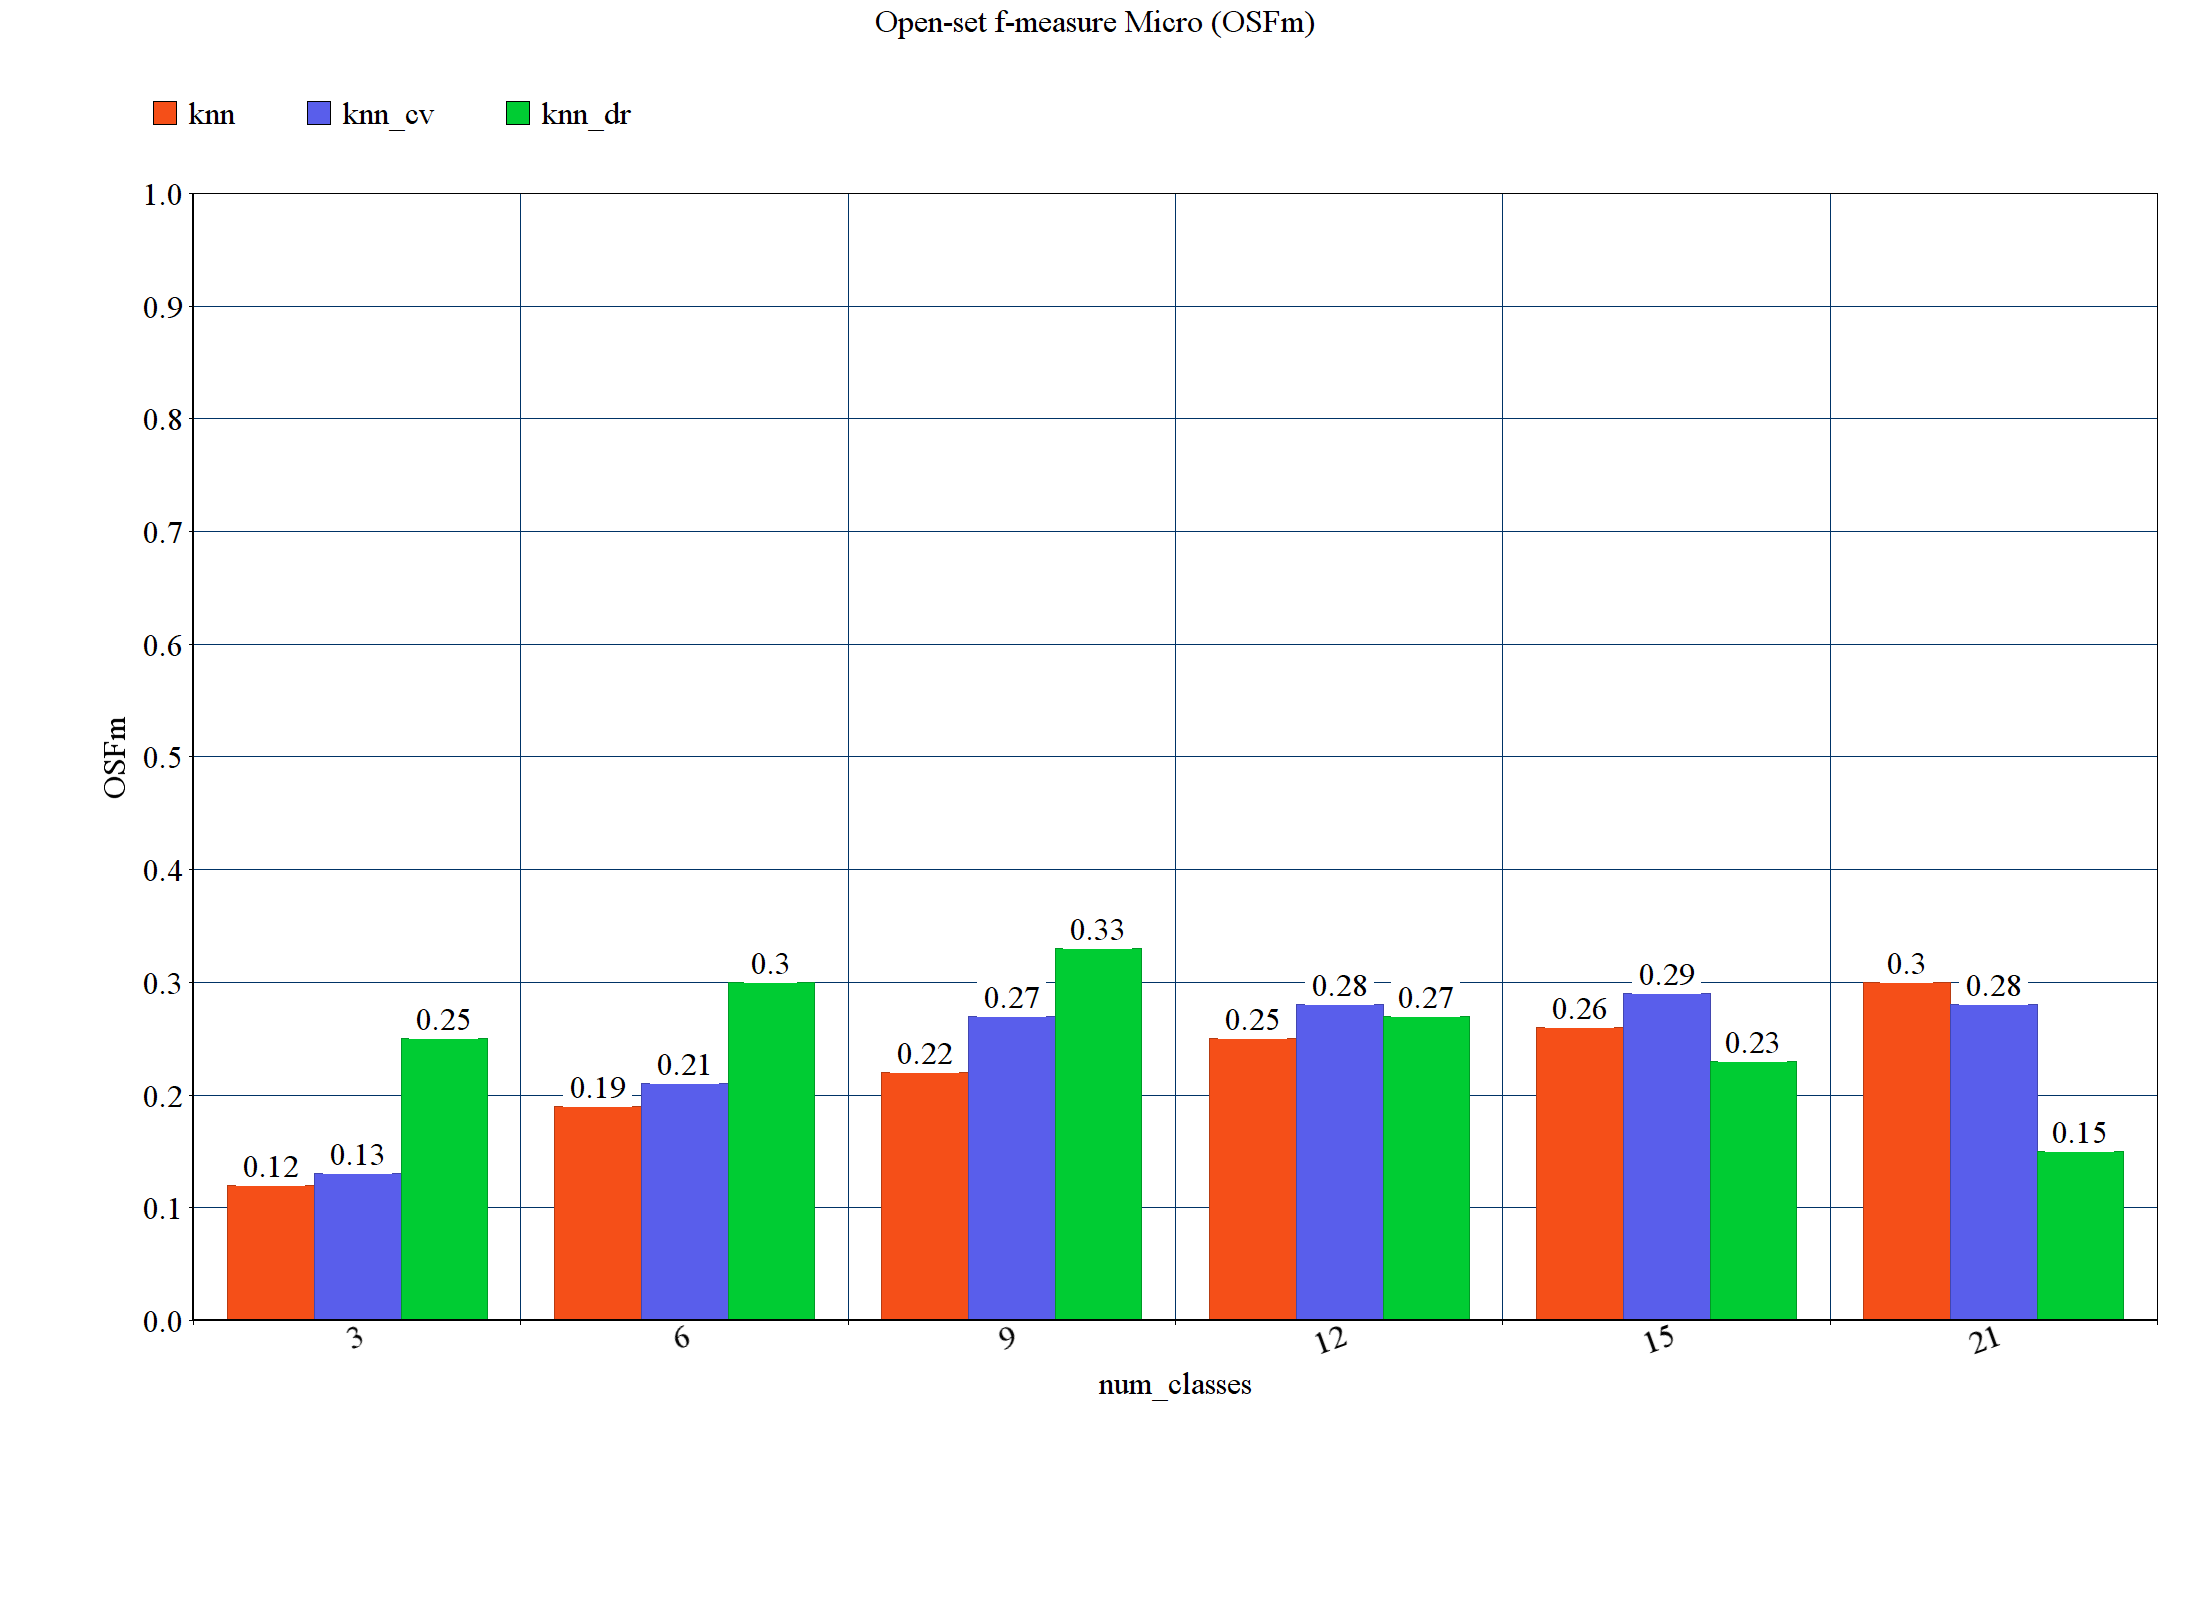 Open-set f-measure Micro (OSFm)
knn knn_cv knn_dr
1.0
0.9
0.8
0.7
0.6
0.5
0.4
0.3
0.2
0.1
0.0
OSFm
0.12 0.13 0.25
0.19 0.21 0.3
0.22 0.27 0.33
0.25 0.28 0.27
0.26 0.29 0.23
0.3 0.28 0.15
3 6 9 12 15 21
num_classes